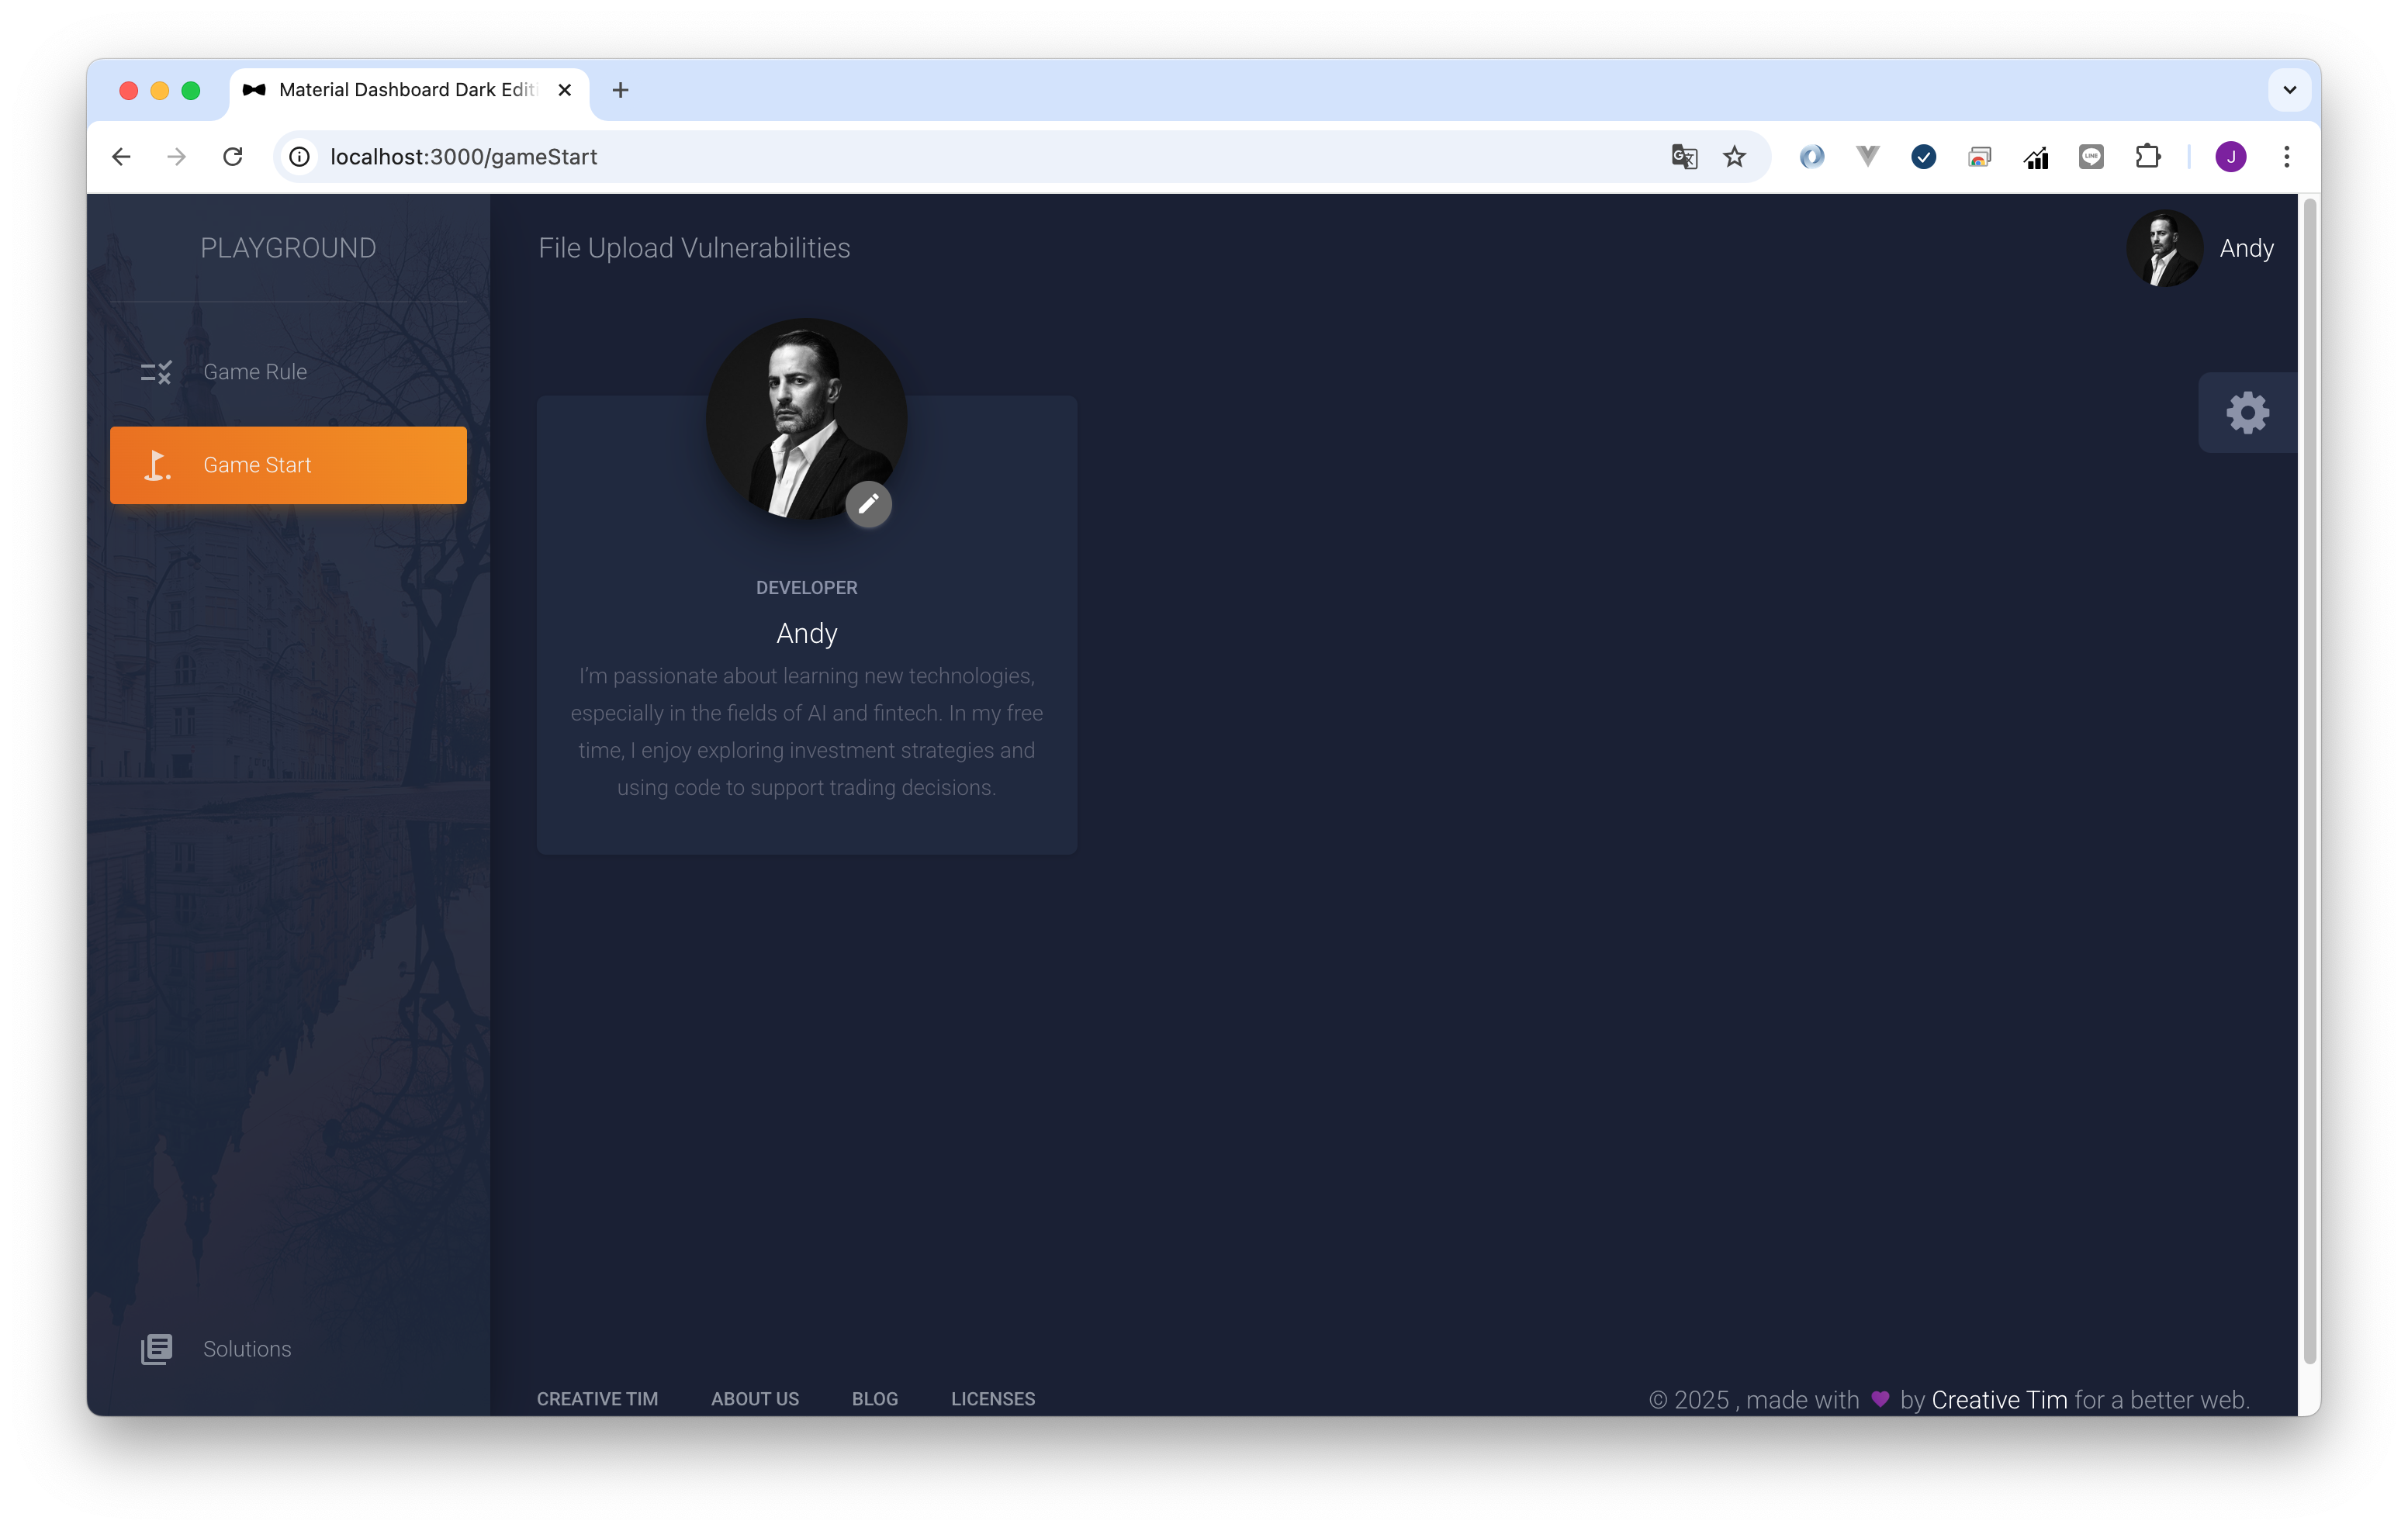 Material Dashboard Dark Editi
localhost:3000/gameStart
LINE
J
PLAYGROUND
File Upload Vulnerabilities
Andy
Game Rule
Game Start
DEVELOPER
Andy
I'm passionate about learning new technologies,
especially in the fields of AI and fintech. In my free
time, I enjoy exploring investment strategies and
using code to support trading decisions.
Solutions
CREATIVE TIM ABOUT US BLOG LICENSES
© 2025 , made with by Creative Tim for a better web.